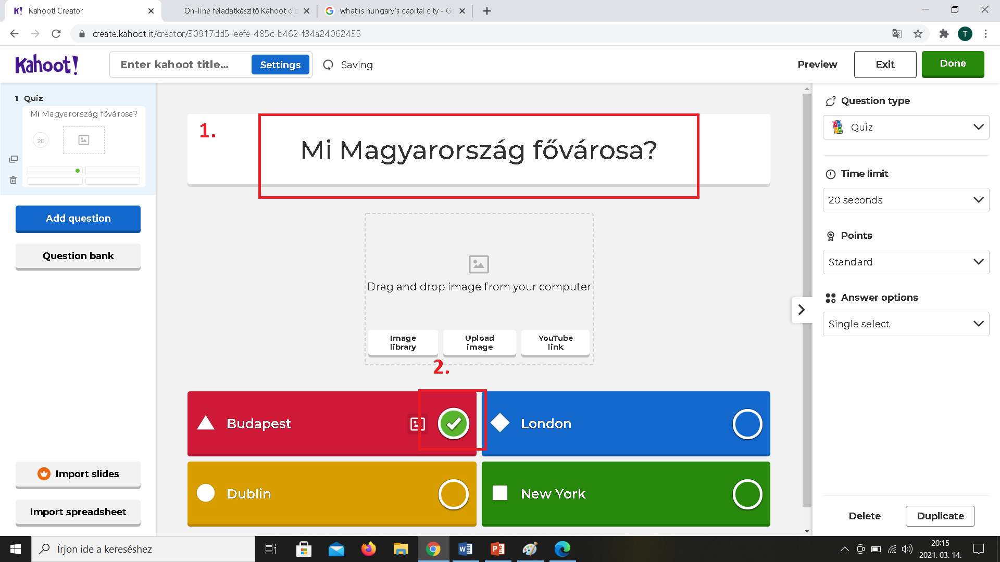 Kahoot! Creator
On-line feladatkészítő Kahoot old
what is hungary's capital city - Go
create.kahoot.it/creator/30917dd5-eefe-485c-b462-f34a24062435
T
Kahoot!
Enter kahoot title...
Settings
Saving
Preview
Exit
Done
1 Quiz
Mi Magyarország fővárosa?
20
Add question
Question bank
Import slides
Import spreadsheet
1.
Mi Magyarország fővárosa?
Drag and drop image from your computer
Image library
Upload image
YouTube link
2.
Budapest
London
Dublin
New York
Question type
Quiz
Time limit
20 seconds
Points
Standard
Answer options
Single select
Delete
Duplicate
Írjon ide a kereséshez
20:15
2021. 03. 14.